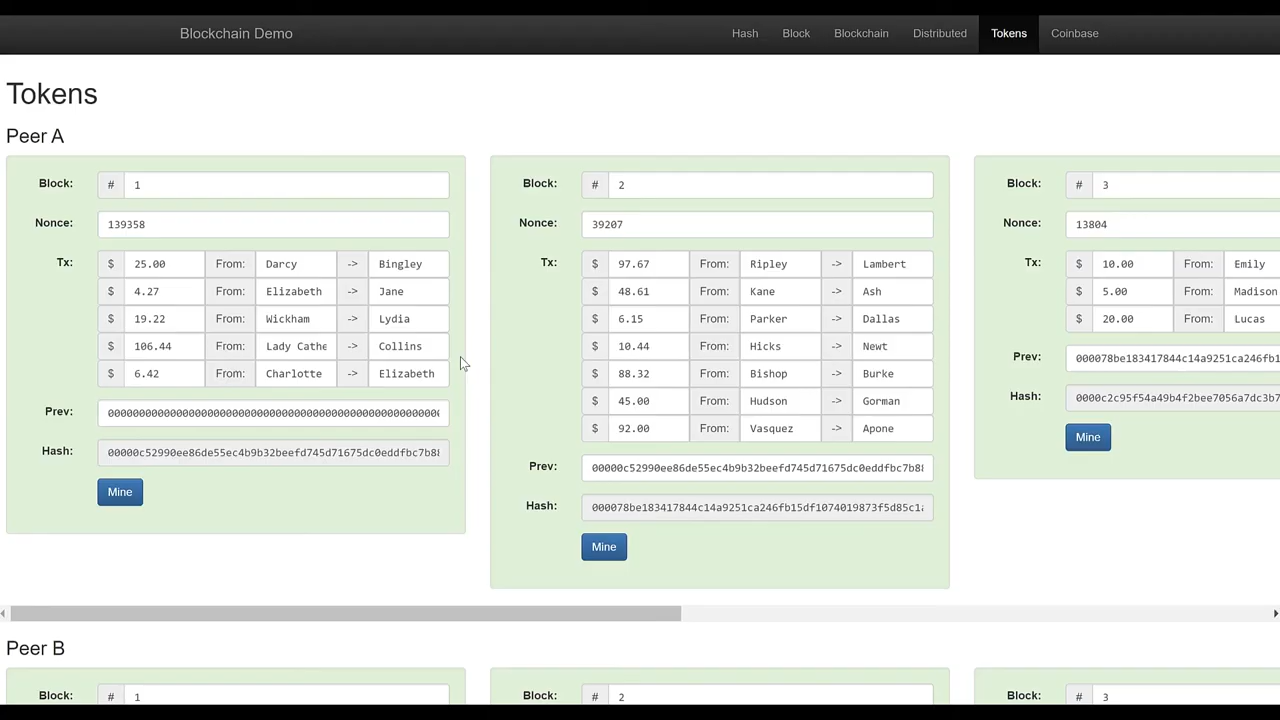 Blockchain Demo Hash Block Blockchain Distributed Tokens Coinbase
Tokens
Peer A
Block: # 1
Nonce: 139358
Tx: $ 25.00 From: Darcy -> Bingley
$ 4.27 From: Elizabeth -> Jane
$ 19.22 From: Wickham -> Lydia
$ 106.44 From: Lady Cathe -> Collins
$ 6.42 From: Charlotte -> Elizabeth
Prev: 00000000000000000000000000000000000000000000000000000
Hash: 00000c52990ee86de55ec4b9b32beefd745d71675dc0eddfbc7b88
Mine
Block: # 2
Nonce: 39207
Tx: $ 97.67 From: Ripley -> Lambert
$ 48.61 From: Kane -> Ash
$ 6.15 From: Parker -> Dallas
$ 10.44 From: Hicks -> Newt
$ 88.32 From: Bishop -> Burke
$ 45.00 From: Hudson -> Gorman
$ 92.00 From: Vasquez -> Apone
Prev: 00000c52990ee86de55ec4b9b32beefd745d71675dc0eddfbc7b88
Hash: 000078be183417844c14a9251ca246fb15df1074019873f5d85c1
Mine
Block: # 3
Nonce: 13804
Tx: $ 10.00 From: Emily
$ 5.00 From: Madison
$ 20.00 From: Lucas
Prev: 000078be183417844c14a9251ca246fb1
Hash: 0000c2c95f54a49b4f2bee7056a7dc3b7
Mine
Peer B
Block: # 1
Block: # 2
Block: # 3